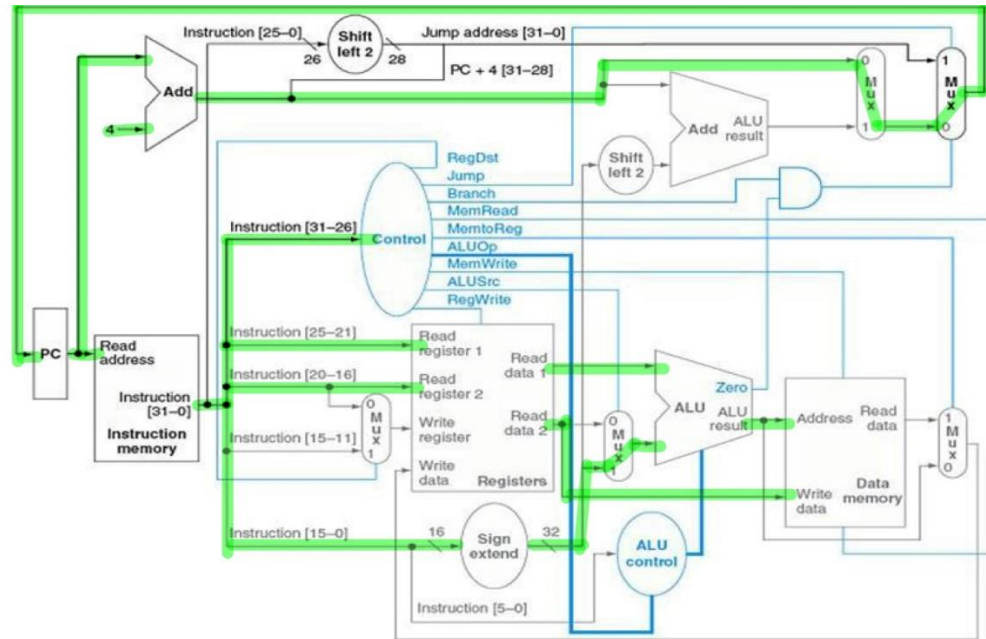 Instruction [25–0]
Shift
left 2
26
28
Jump address [31–0]
PC + 4 [31–28]
Add
4
0
M
u
x
1
1
M
u
x
0
Add
ALU
result
Shift
left 2
RegDst
Jump
Branch
MemRead
MemtoReg
ALUOp
MemWrite
ALUSrc
RegWrite
Instruction [31–26]
Control
PC
Read
address
Instruction
[31–0]
Instruction
memory
Instruction [25–21]
Instruction [20–16]
Instruction [15–11]
0
M
u
x
1
Read
register 1
Read
register 2
Write
register
Write
data
Read
data 1
Read
data 2
Registers
0
M
u
x
1
Zero
ALU
ALU
result
Address
Read
data
Write
data
Data
memory
1
M
u
x
0
Instruction [15–0]
16
Sign
extend
32
ALU
control
Instruction [5–0]